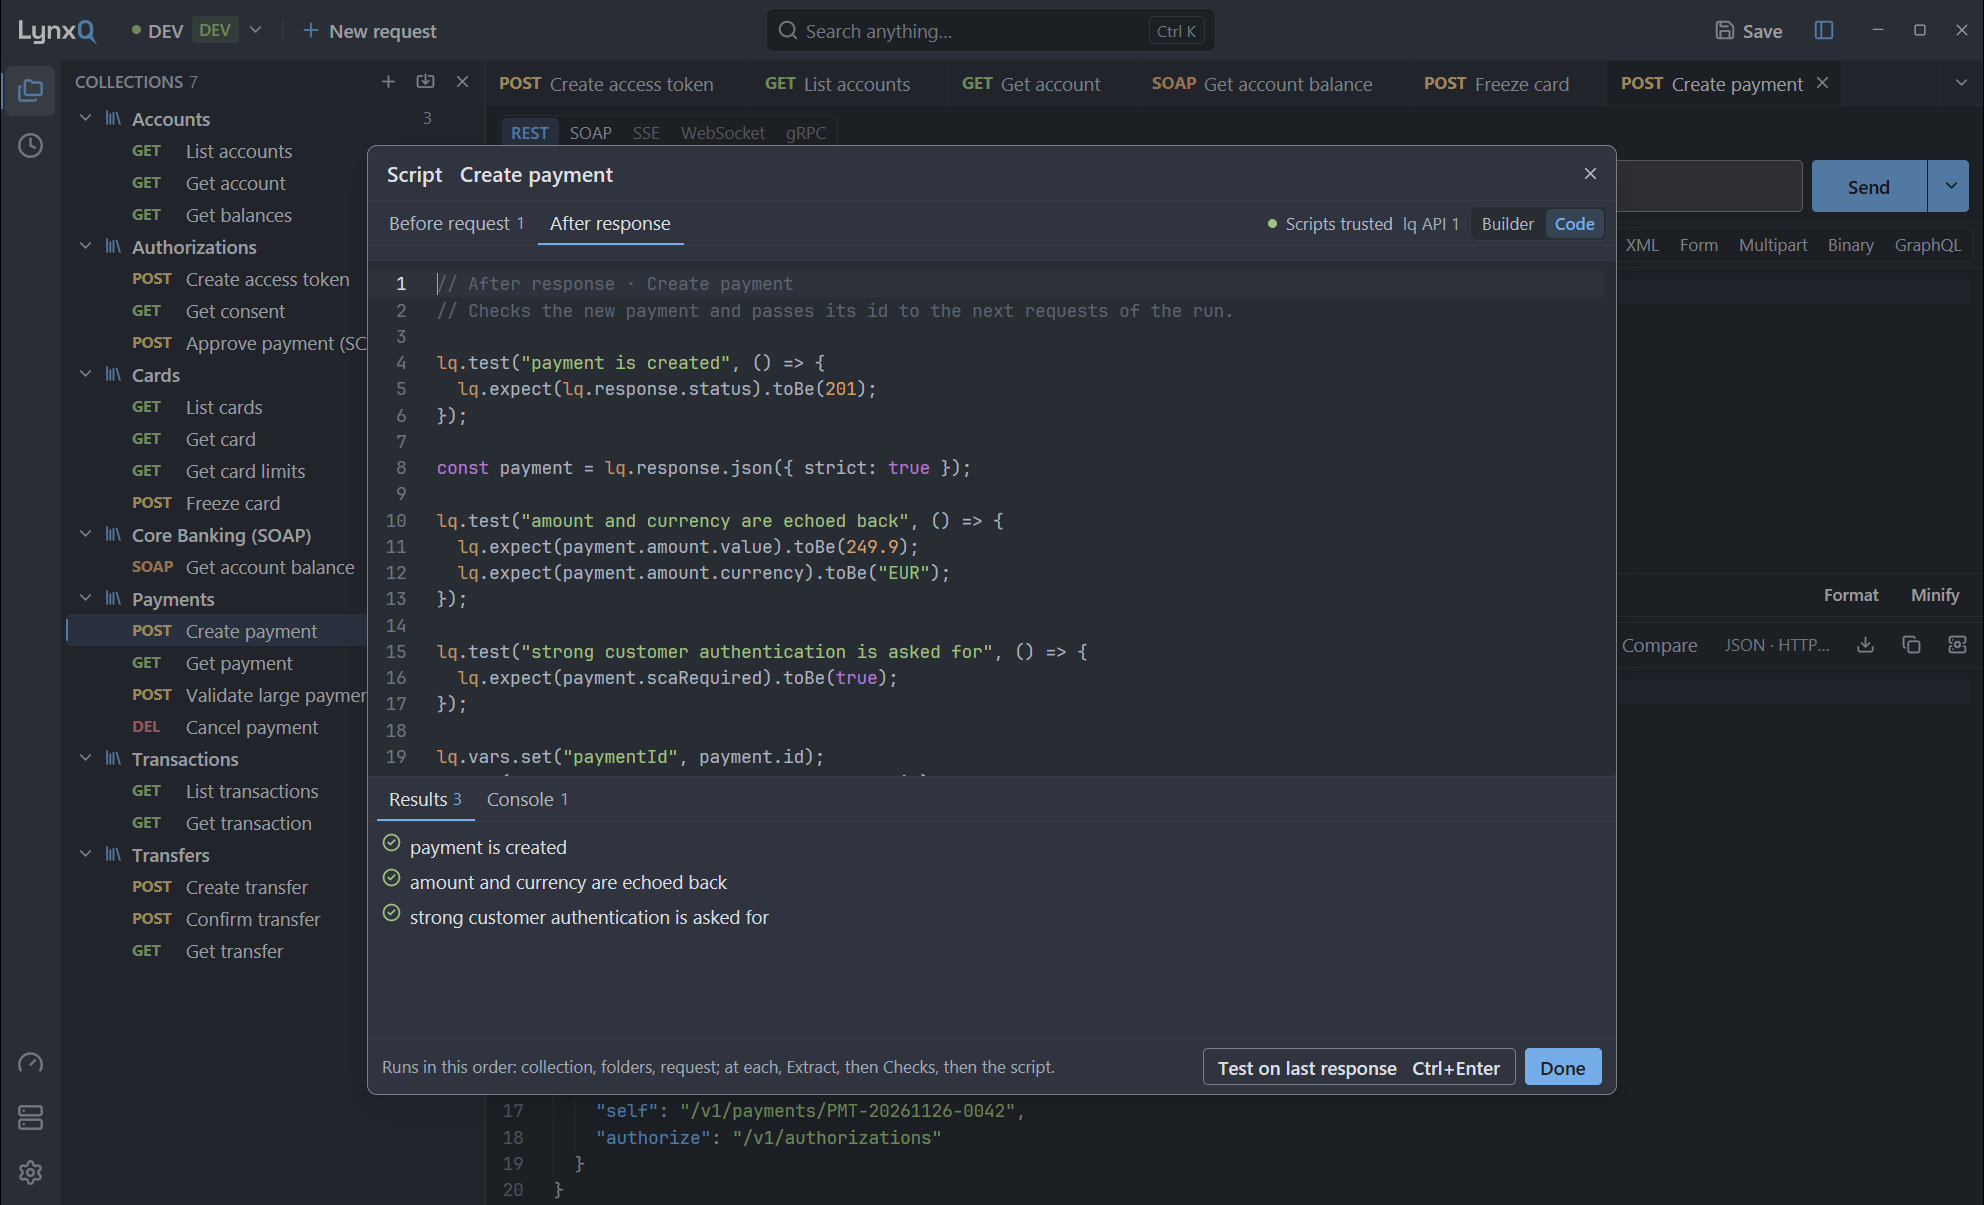 LynxQ
DEV DEV
New request
Search anything... Ctrl K
Save
COLLECTIONS 7
Accounts 3
GET List accounts
GET Get account
GET Get balances
Authorizations
POST Create access token
GET Get consent
POST Approve payment (SC
Cards
GET List cards
GET Get card
GET Get card limits
POST Freeze card
Core Banking (SOAP)
SOAP Get account balance
Payments
POST Create payment
GET Get payment
POST Validate large paymer
DEL Cancel payment
Transactions
GET List transactions
GET Get transaction
Transfers
POST Create transfer
POST Confirm transfer
GET Get transfer
POST Create access token
GET List accounts
GET Get account
SOAP Get account balance
POST Freeze card
POST Create payment
REST SOAP SSE WebSocket gRPC
Send
XML Form Multipart Binary GraphQL
Format Minify
Compare JSON · HTTP...
Script Create payment
Before request 1 After response
Scripts trusted lq API 1 Builder Code
1 // After response · Create payment
2 // Checks the new payment and passes its id to the next requests of the run.
3
4 lq.test("payment is created", () => {
5 lq.expect(lq.response.status).toBe(201);
6 });
7
8 const payment = lq.response.json({ strict: true });
9
10 lq.test("amount and currency are echoed back", () => {
11 lq.expect(payment.amount.value).toBe(249.9);
12 lq.expect(payment.amount.currency).toBe("EUR");
13 });
14
15 lq.test("strong customer authentication is asked for", () => {
16 lq.expect(payment.scaRequired).toBe(true);
17 });
18
19 lq.vars.set("paymentId", payment.id);
Results 3 Console 1
payment is created
amount and currency are echoed back
strong customer authentication is asked for
Runs in this order: collection, folders, request; at each, Extract, then Checks, then the script.
Test on last response Ctrl+Enter
Done
17 "self": "/v1/payments/PMT-20261126-0042",
18 "authorize": "/v1/authorizations"
19 }
20 }